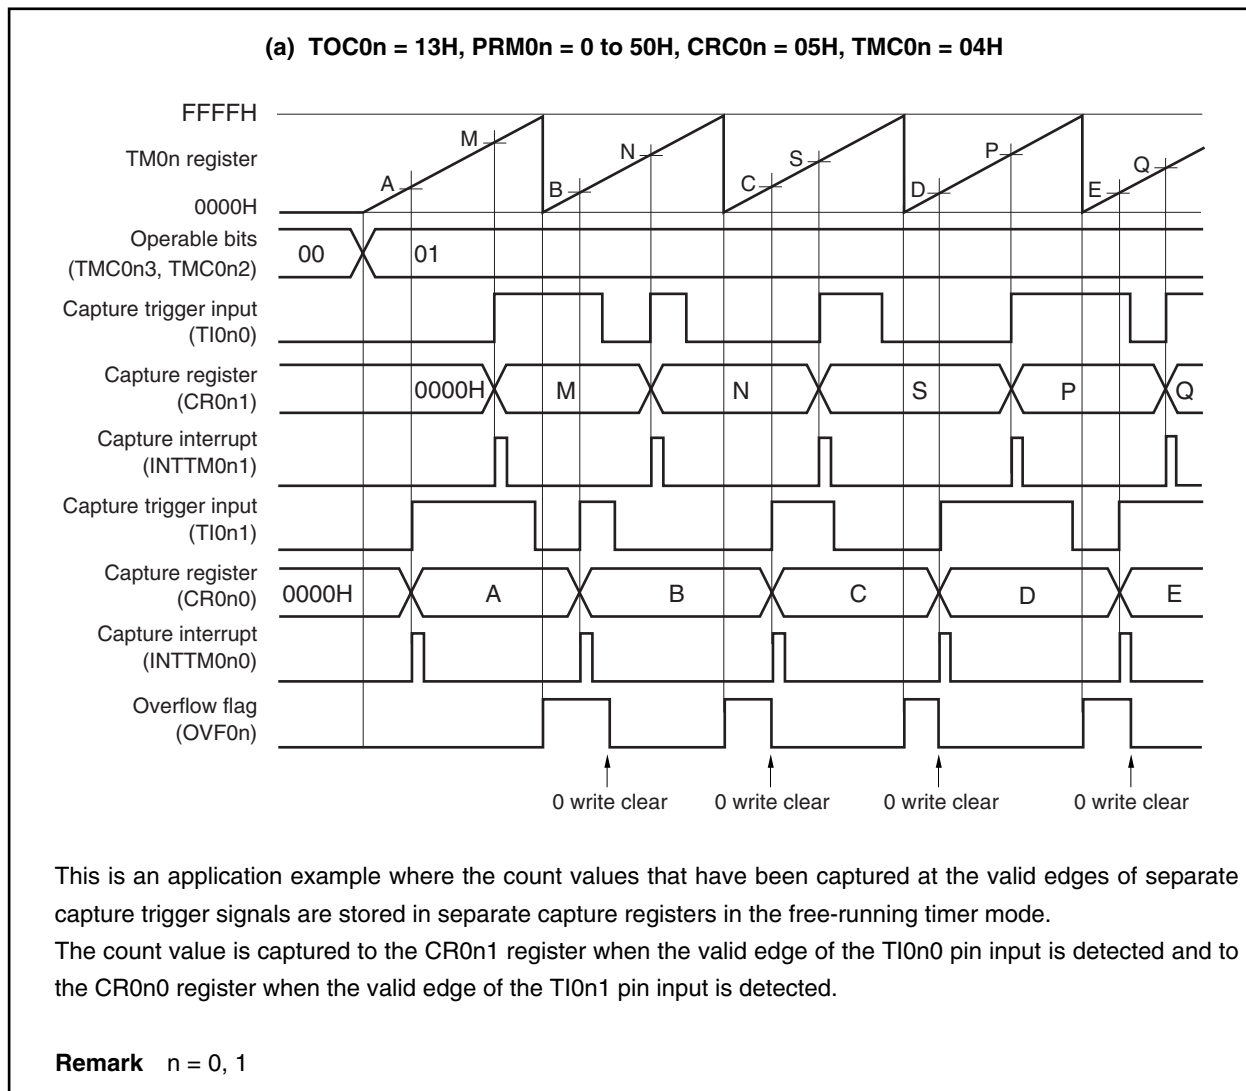 (a) TOC0n = 13H, PRM0n = 0 to 50H, CRC0n = 05H, TMC0n = 04H
FFFFH
TM0n register
0000H
A
M
B
N
C
S
D
P
E
Q
Operable bits
(TMC0n3, TMC0n2)
00
01
Capture trigger input
(TI0n0)
Capture register
(CR0n1)
0000H
M
N
S
P
Q
Capture interrupt
(INTTM0n1)
Capture trigger input
(TI0n1)
Capture register
(CR0n0)
0000H
A
B
C
D
E
Capture interrupt
(INTTM0n0)
Overflow flag
(OVF0n)
0 write clear
0 write clear
0 write clear
0 write clear
This is an application example where the count values that have been captured at the valid edges of separate
capture trigger signals are stored in separate capture registers in the free-running timer mode.
The count value is captured to the CR0n1 register when the valid edge of the TI0n0 pin input is detected and to
the CR0n0 register when the valid edge of the TI0n1 pin input is detected.
Remark n = 0, 1